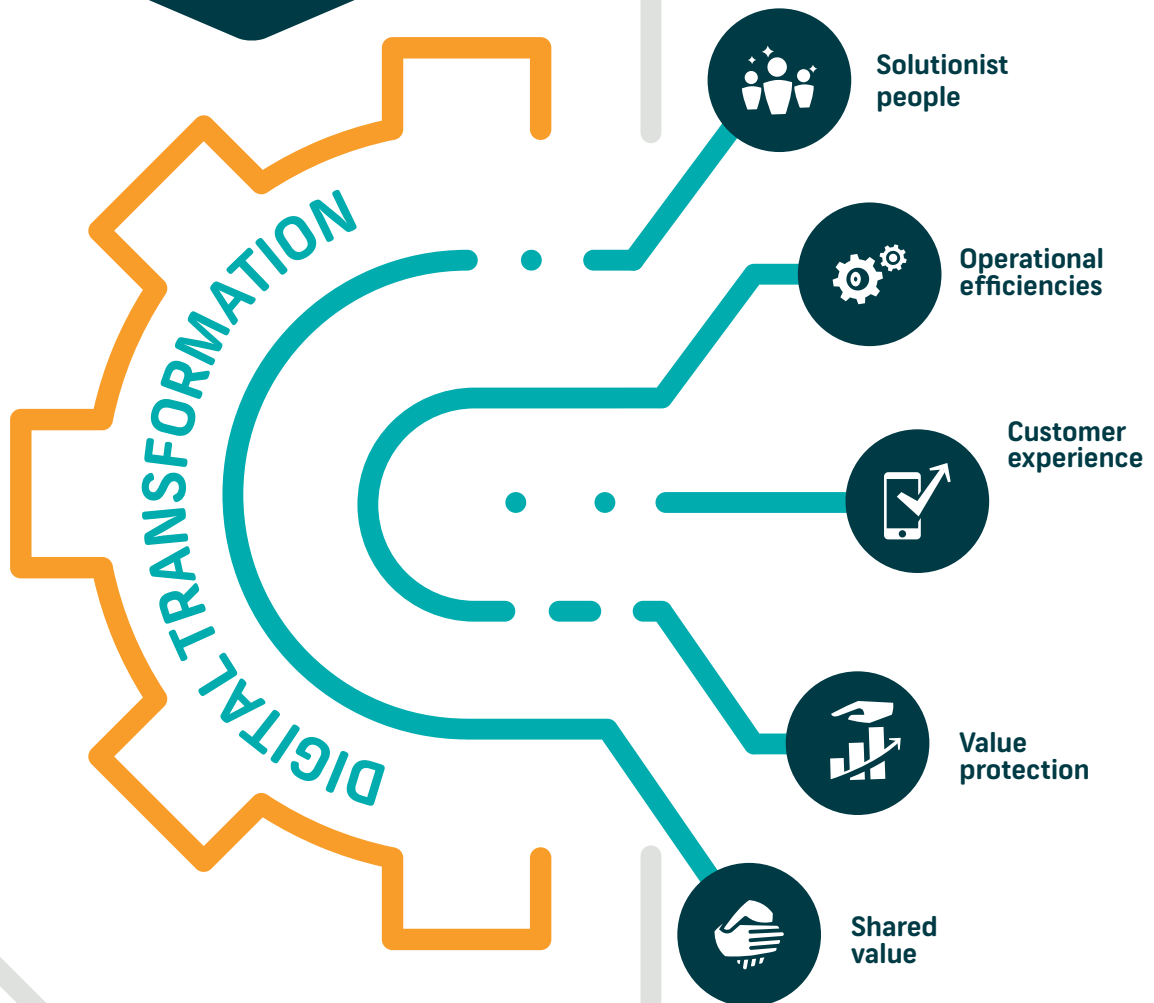 DIGITAL TRANSFORMATION
Solutionist
people
Operational
efficiencies
Customer
experience
Value
protection
Shared
value